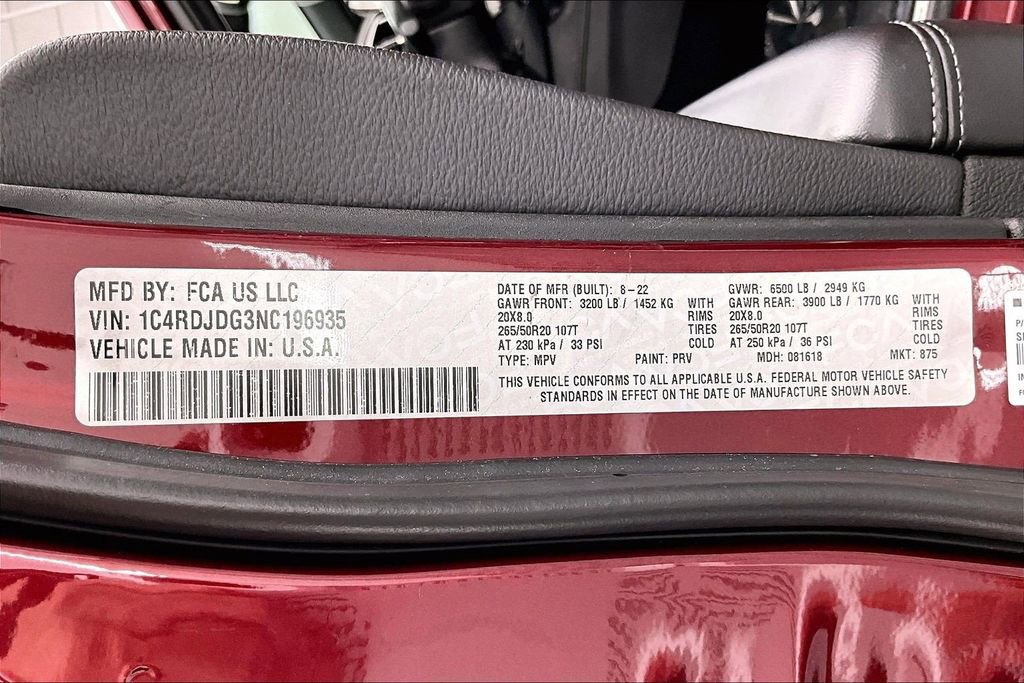 MFD BY: FCA US LLC
VIN: 1C4RDJDG3NC196935
VEHICLE MADE IN: U.S.A.
DATE OF MFR (BUILT): 8-22
GAWR FRONT: 3200 LB / 1452 KG WITH
20X8.0 RIMS
265/50R20 107T TIRES
AT 230 kPa / 33 PSI COLD
TYPE: MPV PAINT: PRV
GVWR: 6500 LB / 2949 KG
GAWR REAR: 3900 LB / 1770 KG WITH
20X8.0 RIMS
265/50R20 107T TIRES
AT 250 kPa / 36 PSI COLD
MDH: 081618 MKT: 875
THIS VEHICLE CONFORMS TO ALL APPLICABLE U.S.A. FEDERAL MOTOR VEHICLE SAFETY
STANDARDS IN EFFECT ON THE DATE OF MANUFACTURE SHOWN ABOVE.